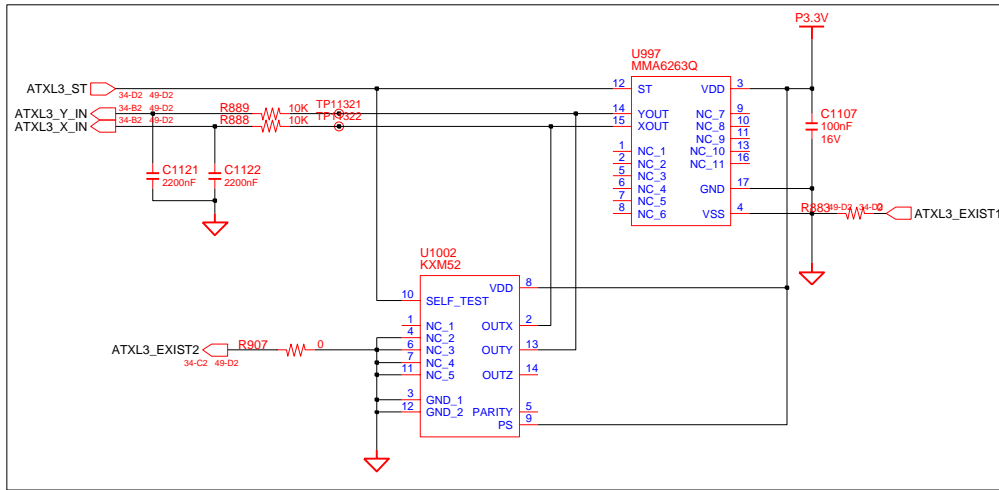 P3.3V
U997
MMA6263Q
ATXL3_ST
34-D2 49-D2
12 ST VDD 3
ATXL3_Y_IN
34-B2 49-D2
R889 10K TP11321
14 YOUT NC_7 9
ATXL3_X_IN
34-B2 49-D2
R888 10K TP11322
15 XOUT NC_8 10
NC_9 11
C1107
100nF
16V
1 NC_1 NC_10 13
2 NC_2 NC_11 16
5 NC_3
6 NC_4 GND 17
7 NC_5
8 NC_6 VSS 4
C1121
2200nF
C1122
2200nF
R883 49-D2 34-D2 0
ATXL3_EXIST1
U1002
KXM52
VDD 8
10 SELF_TEST
1 NC_1 OUTX 2
4 NC_2
ATXL3_EXIST2
34-C2 49-D2
R907 0
6 NC_3 OUTY 13
7 NC_4
11 NC_5 OUTZ 14
3 GND_1
12 GND_2 PARITY 5
PS 9